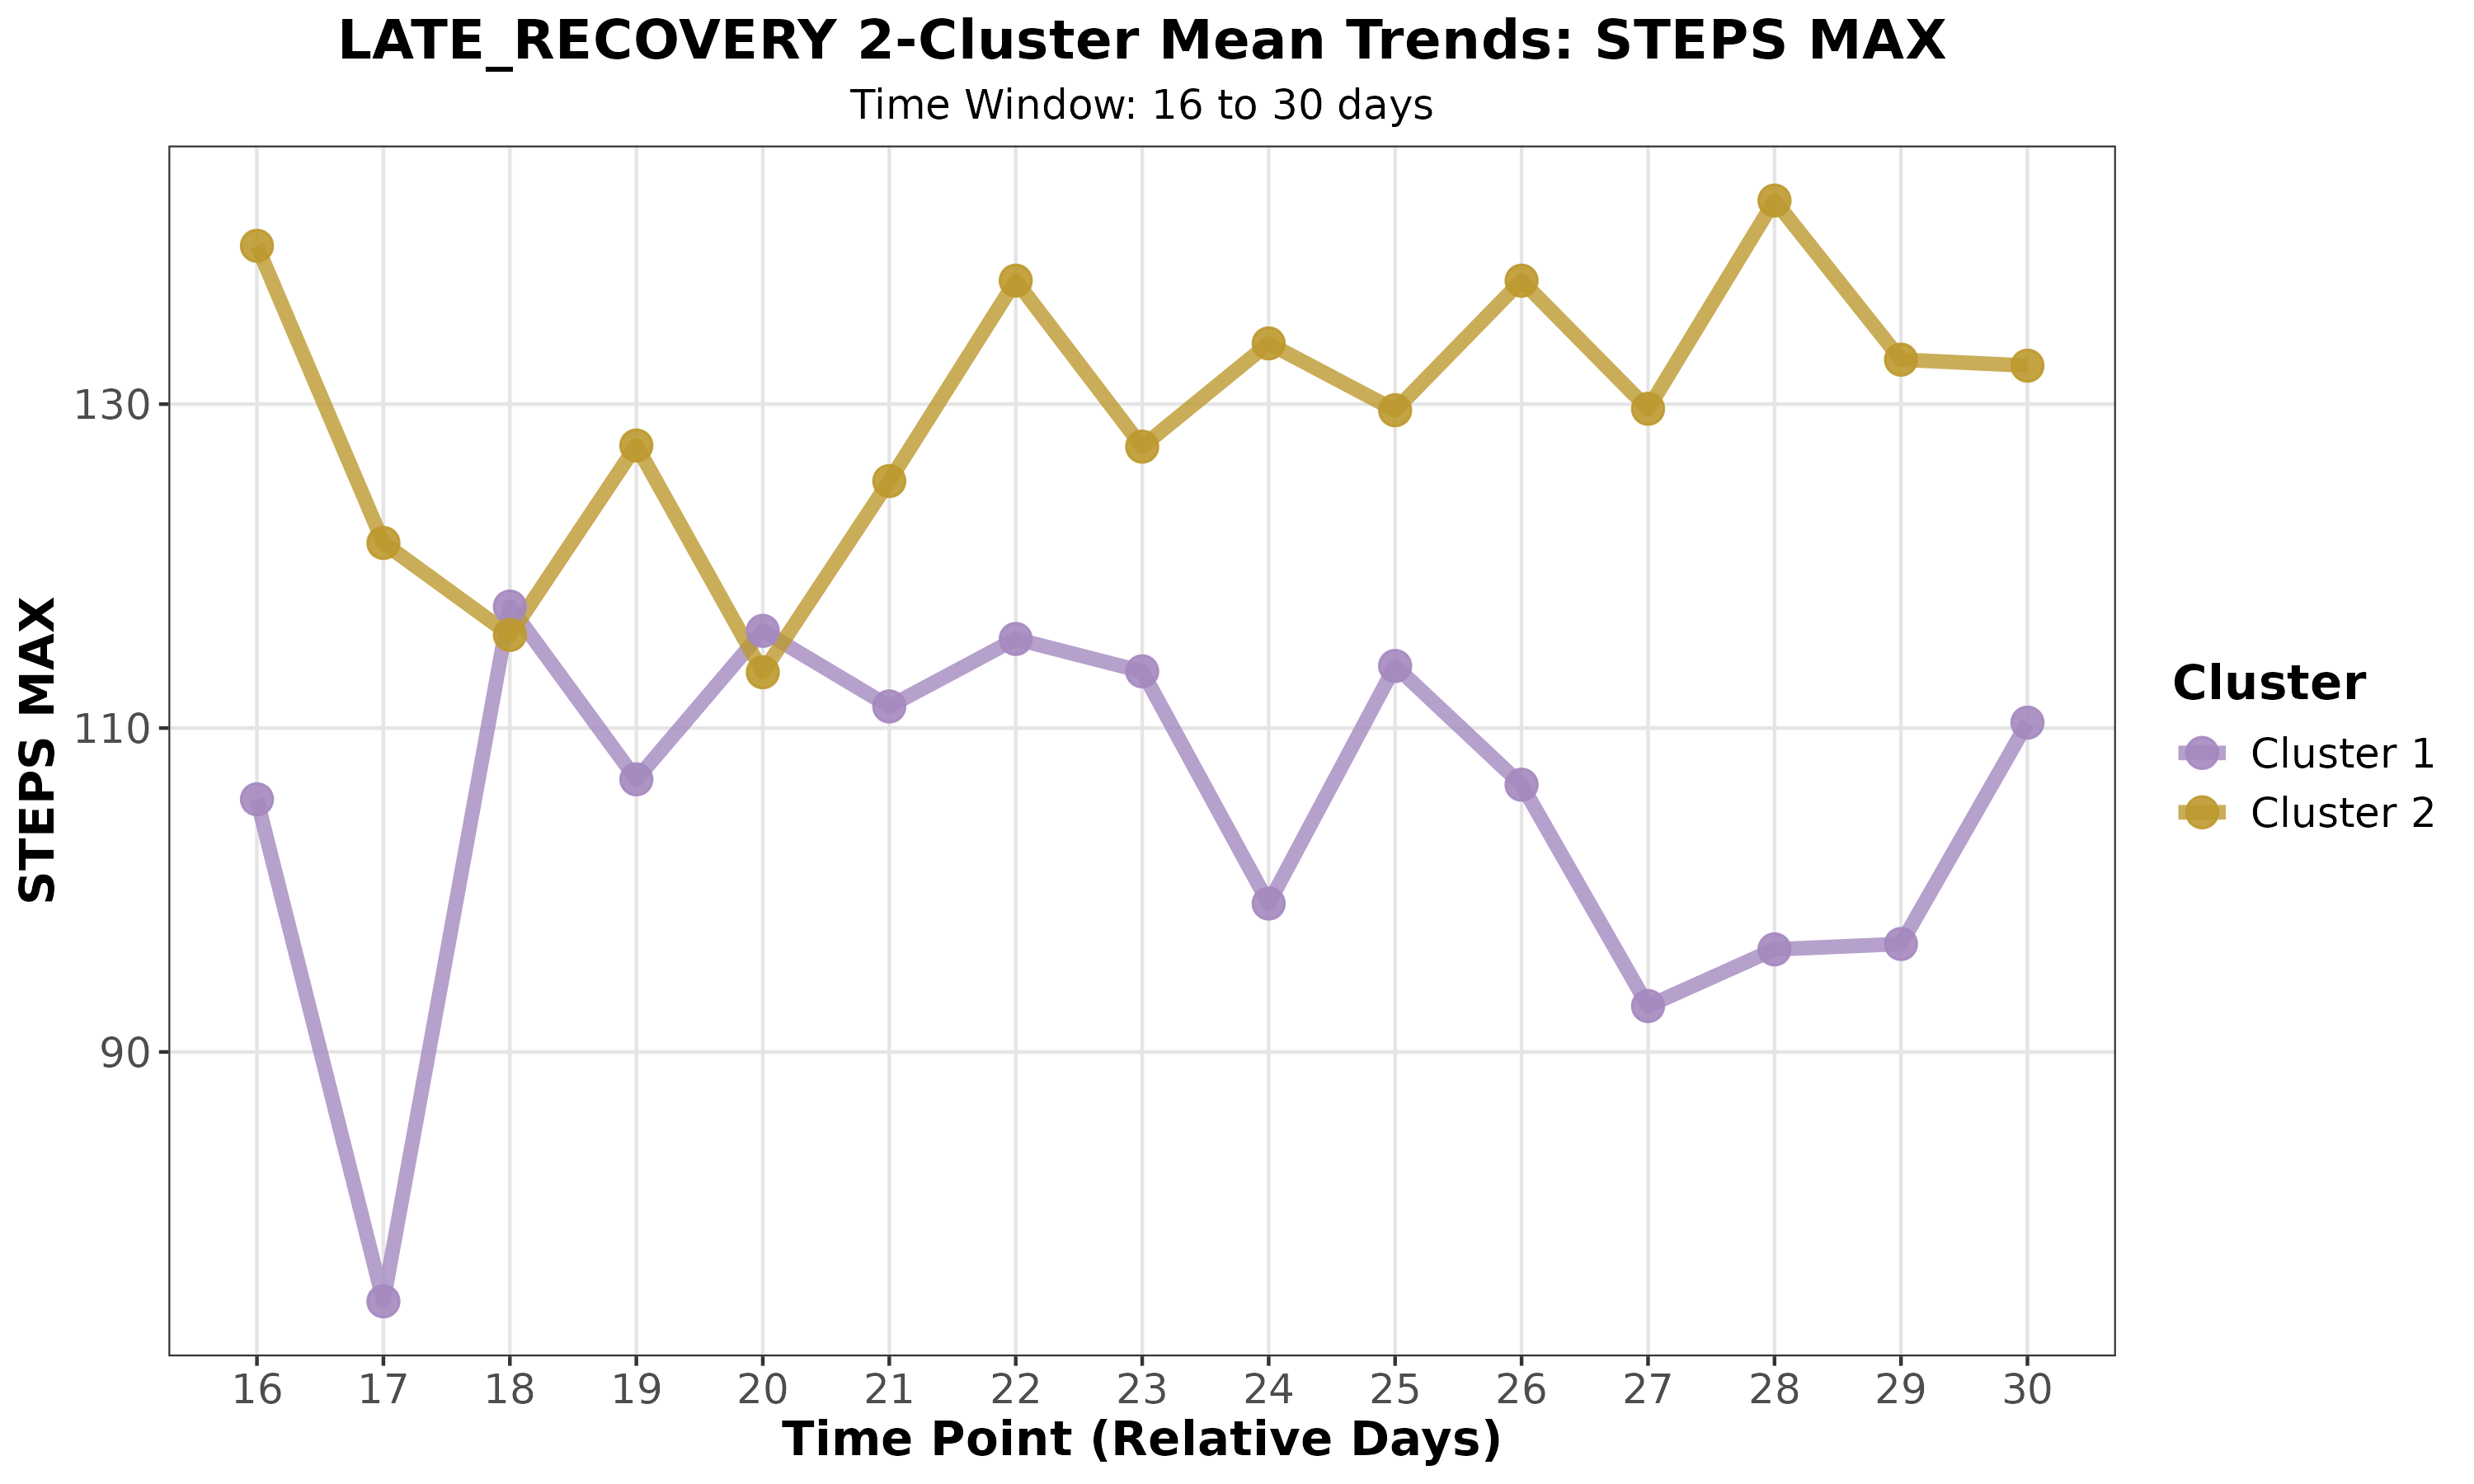 LATE_RECOVERY 2-Cluster Mean Trends: STEPS MAX
Time Window: 16 to 30 days
STEPS MAX
130
110
90
16 17 18 19 20 21 22 23 24 25 26 27 28 29 30
Time Point (Relative Days)
Cluster
Cluster 1
Cluster 2